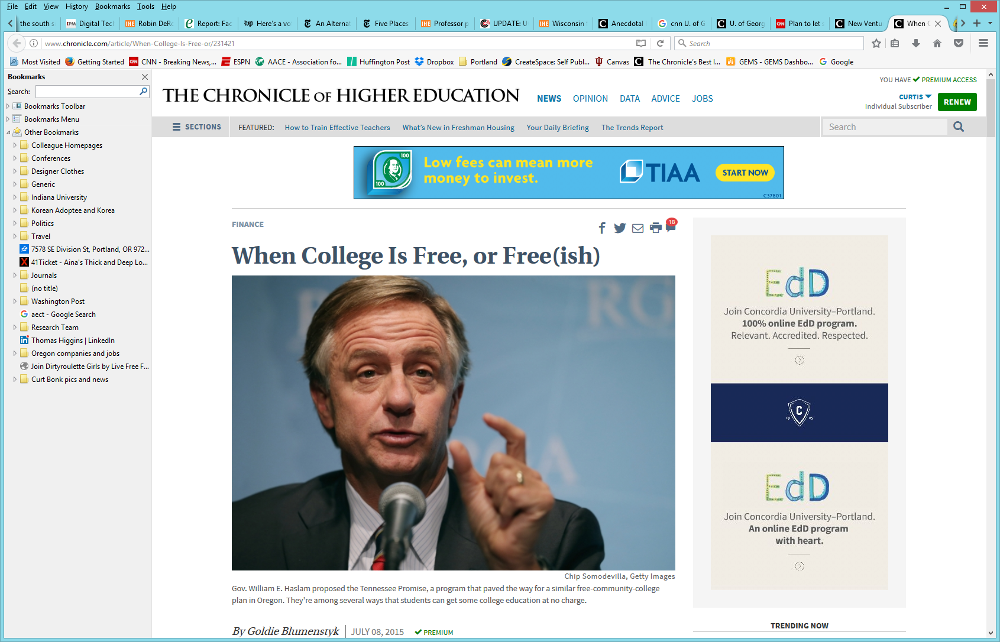 File Edit View History Bookmarks Tools Help
the south s
Digital Tec
Robin DeRo
Report: Fac
Here's a vo
An Alternat
Five Places
Professor p
UPDATE: U
Wisconsin
Anecdotal
cnn U. of G
U. of Georg
Plan to let s
New Ventu
When C
www.chronicle.com/article/When-College-Is-Free-or/231421
Search
Most Visited Getting Started CNN - Breaking News,... ESPN AACE - Association fo... Huffington Post Dropbox Portland CreateSpace: Self Publ... Canvas The Chronicle's Best I... GEMS - GEMS Dashbo... Google
Bookmarks
Search:
Bookmarks Toolbar
Bookmarks Menu
Other Bookmarks
Colleague Homepages
Conferences
Designer Clothes
Generic
Indiana University
Korean Adoptee and Korea
Politics
Travel
7578 SE Division St, Portland, OR 972...
41Ticket - Aina's Thick and Deep Lo...
Journals
(no title)
Washington Post
aect - Google Search
Research Team
Thomas Higgins | LinkedIn
Oregon companies and jobs
Join Dirtyroulette Girls by Live Free F...
Curt Bonk pics and news
YOU HAVE PREMIUM ACCESS
THE CHRONICLE OF HIGHER EDUCATION
NEWS OPINION DATA ADVICE JOBS
CURTIS
Individual Subscriber
RENEW
SECTIONS
FEATURED: How to Train Effective Teachers What's New in Freshman Housing Your Daily Briefing The Trends Report
Search
100
100
Low fees can mean more
money to invest.
TIAA
START NOW
C37801
FINANCE
18
When College Is Free, or Free(ish)
RG
Chip Somodevilla, Getty Images
Gov. William E. Haslam proposed the Tennessee Promise, a program that paved the way for a similar free-community-college
plan in Oregon. They're among several ways that students can get some college education at no charge.
By Goldie Blumenstyk JULY 08, 2015 PREMIUM
EdD
Join Concordia University–Portland.
100% online EdD program.
Relevant. Accredited. Respected.
C
19 05
EdD
Join Concordia University–Portland.
An online EdD program
with heart.
TRENDING NOW